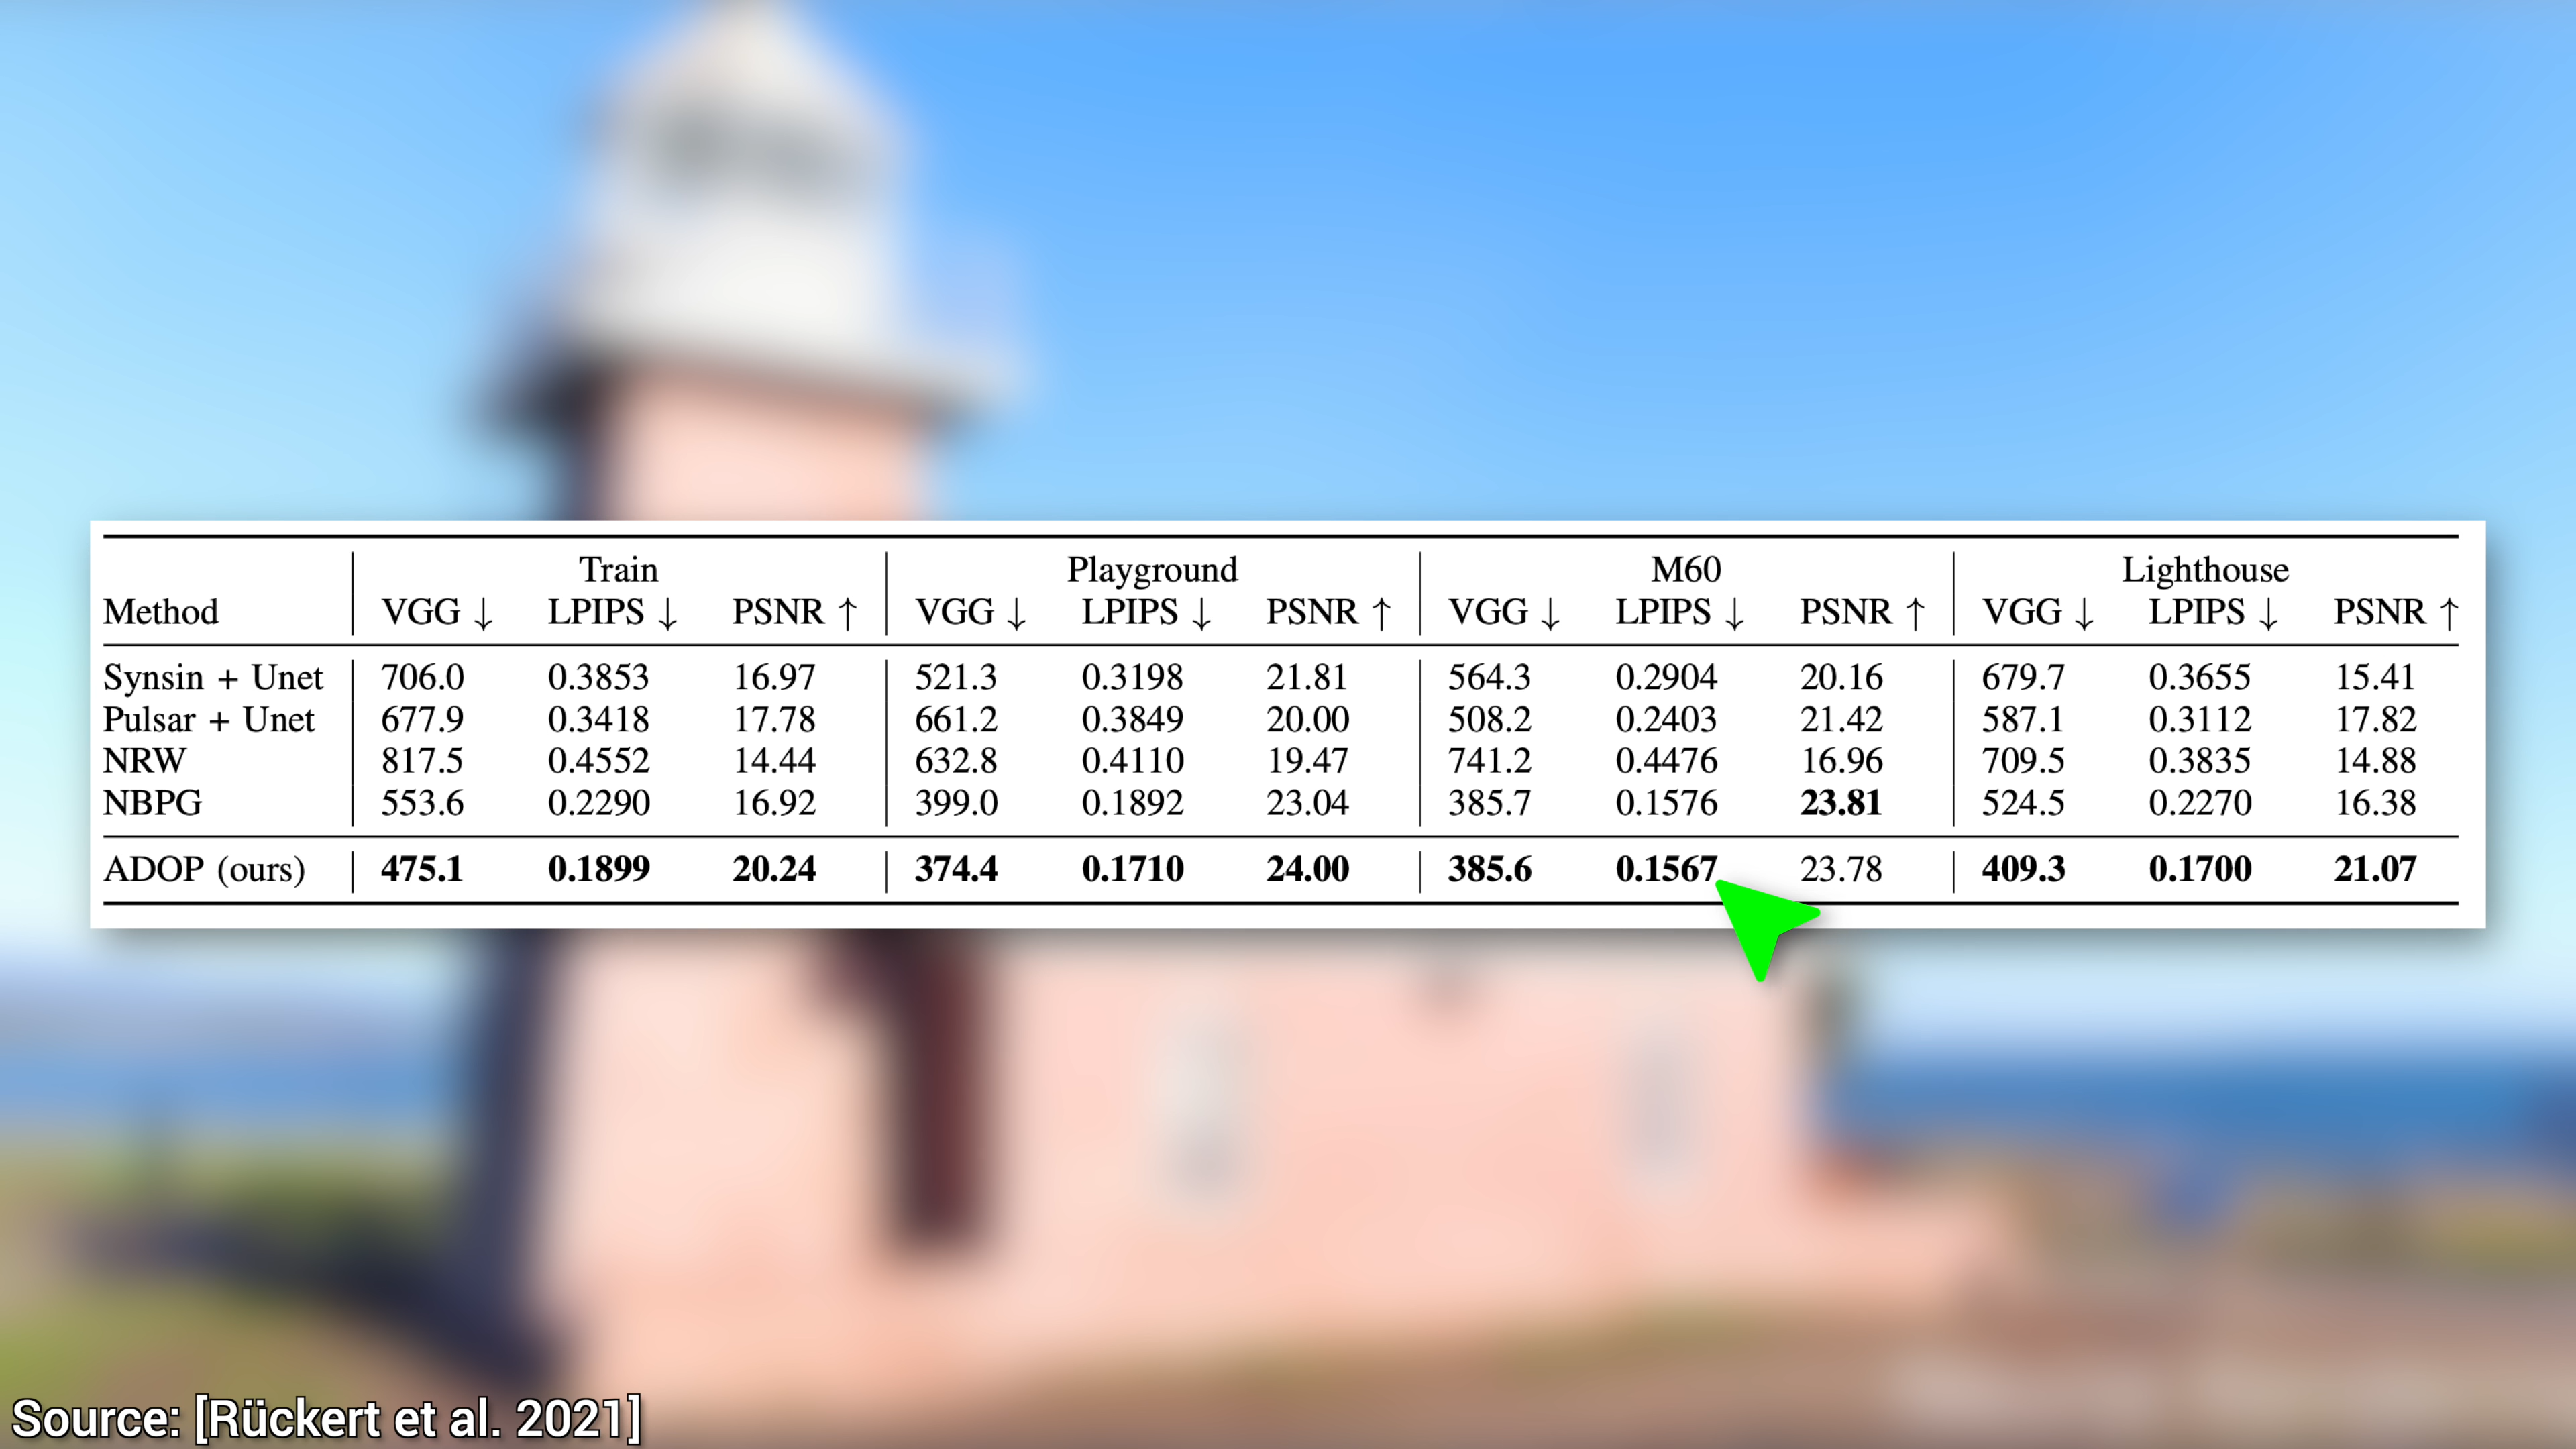 Train Playground M60 Lighthouse
Method VGG ↓ LPIPS ↓ PSNR ↑ VGG ↓ LPIPS ↓ PSNR ↑ VGG ↓ LPIPS ↓ PSNR ↑ VGG ↓ LPIPS ↓ PSNR ↑
Synsin + Unet 706.0 0.3853 16.97 521.3 0.3198 21.81 564.3 0.2904 20.16 679.7 0.3655 15.41
Pulsar + Unet 677.9 0.3418 17.78 661.2 0.3849 20.00 508.2 0.2403 21.42 587.1 0.3112 17.82
NRW 817.5 0.4552 14.44 632.8 0.4110 19.47 741.2 0.4476 16.96 709.5 0.3835 14.88
NBPG 553.6 0.2290 16.92 399.0 0.1892 23.04 385.7 0.1576 23.81 524.5 0.2270 16.38
ADOP (ours) 475.1 0.1899 20.24 374.4 0.1710 24.00 385.6 0.1567 23.78 409.3 0.1700 21.07
Source: [Rückert et al. 2021]